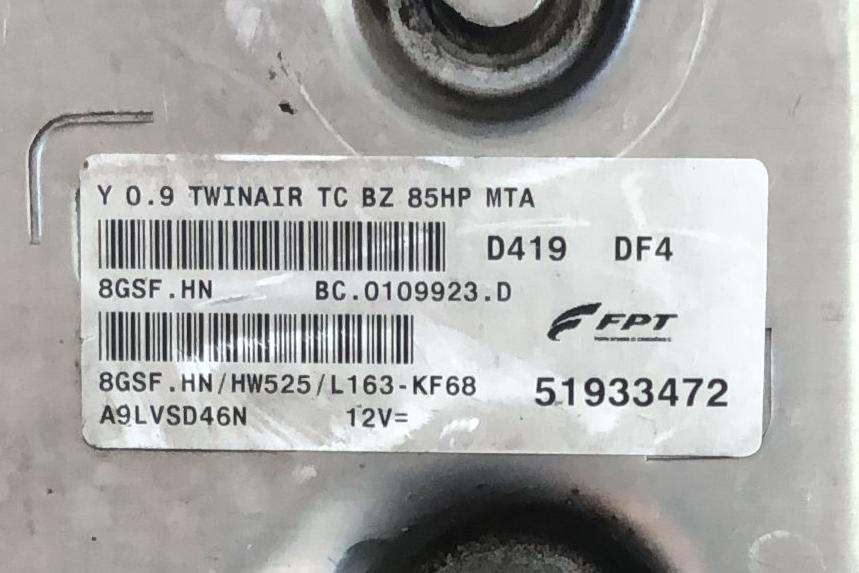 Y 0.9 TWINAIR TC BZ 85HP MTA
D419 DF4
8GSF.HN BC.0109923.D
FPT
8GSF.HN/HW525/L163-KF68
51933472
A9LVSD46N 12V=